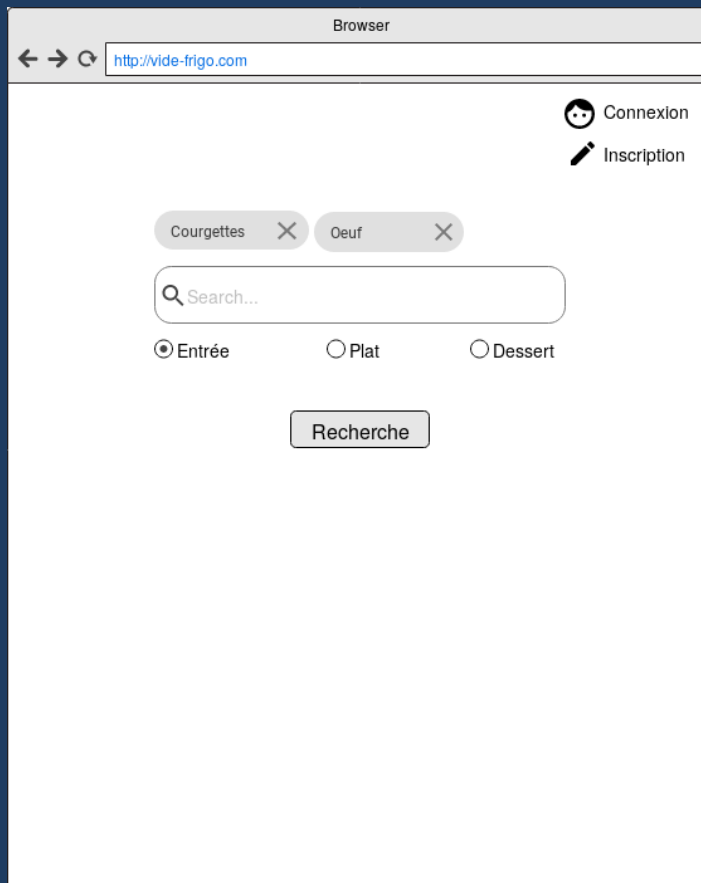 Browser
http://vide-frigo.com
Connexion
Inscription
Courgettes Oeuf
Search...
Entrée Plat Dessert
Recherche